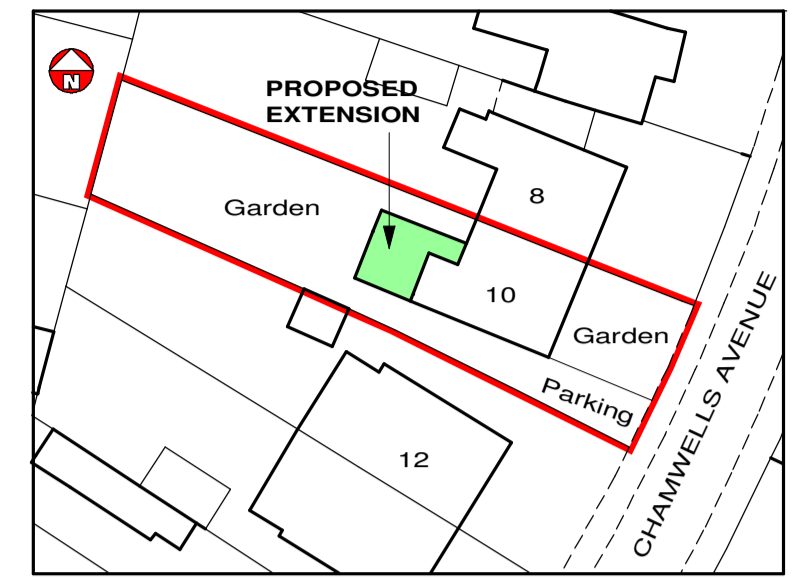 N
PROPOSED
EXTENSION
8
Garden
10
Garden
Parking
12
CHAMWELLS AVENUE